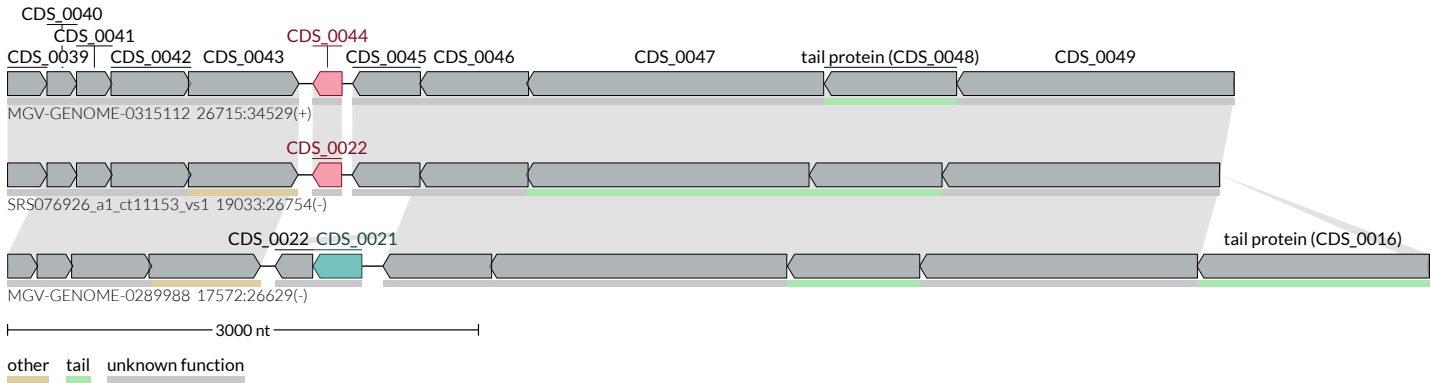 CDS_0040
CDS_0041 CDS_0044
CDS_0039 CDS_0042 CDS_0043 CDS_0045 CDS_0046 CDS_0047 tail protein (CDS_0048) CDS_0049
MGV-GENOME-0315112 26715:34529(+)
CDS_0022
SRS076926_a1_ct11153_vs1 19033:26754(-)
CDS_0022 CDS_0021 tail protein (CDS_0016)
MGV-GENOME-0289988 17572:26629(-)
3000 nt
other tail unknown function